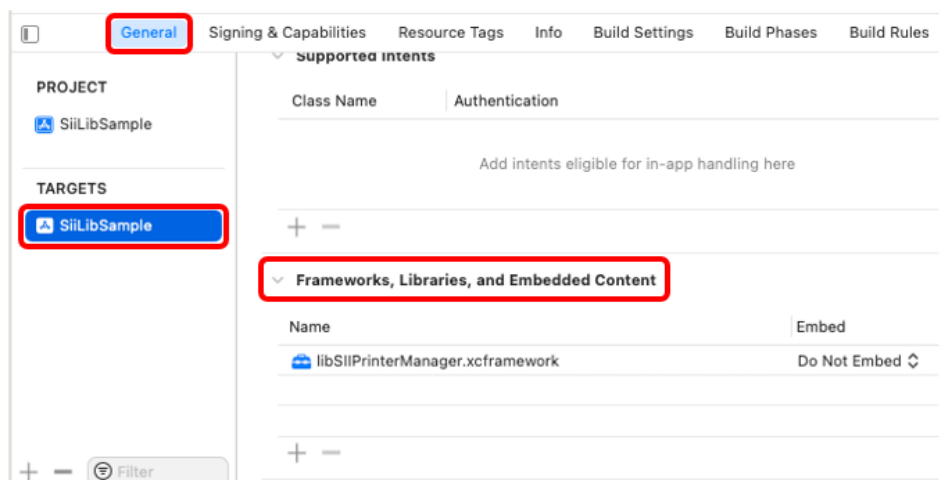 General Signing & Capabilities Resource Tags Info Build Settings Build Phases Build Rules
PROJECT
SiiLibSample
TARGETS
SiiLibSample
Filter
Supported Intents
Class Name Authentication
Add intents eligible for in-app handling here
Frameworks, Libraries, and Embedded Content
Name Embed
libSIIPrinterManager.xcframework Do Not Embed